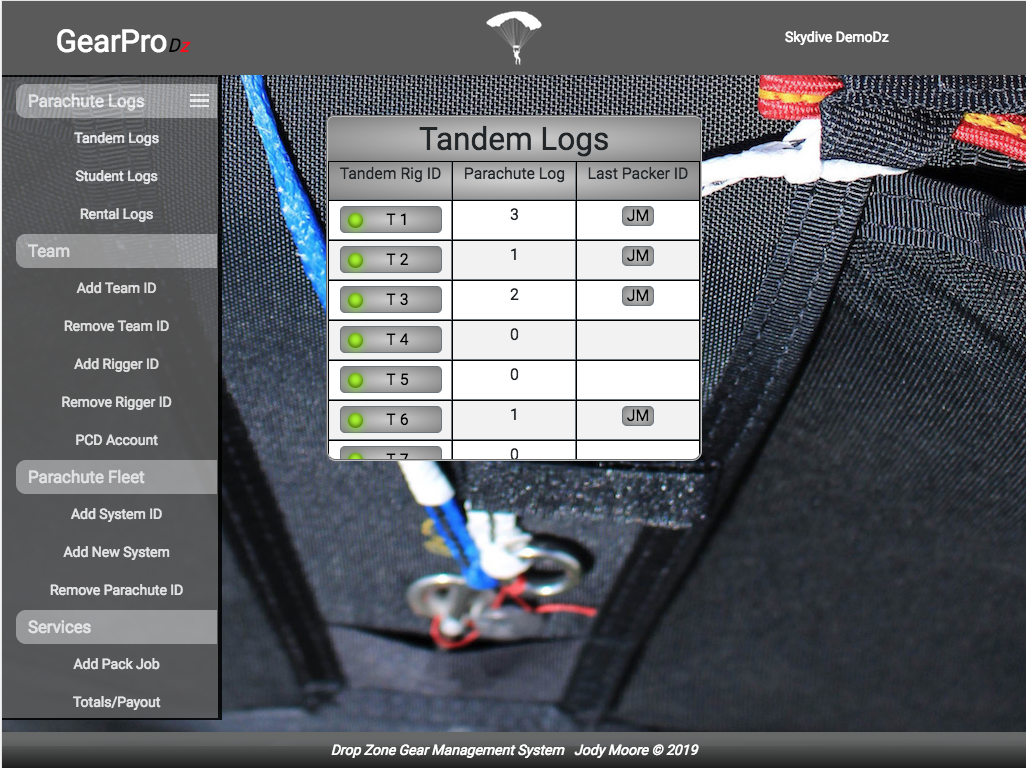 GearPro Dz
Skydive DemoDz
Parachute Logs
Tandem Logs
Student Logs
Rental Logs
Team
Add Team ID
Remove Team ID
Add Rigger ID
Remove Rigger ID
PCD Account
Parachute Fleet
Add System ID
Add New System
Remove Parachute ID
Services
Add Pack Job
Totals/Payout
Tandem Logs
Tandem Rig ID Parachute Log Last Packer ID
T 1 3 JM
T 2 1 JM
T 3 2 JM
T 4 0
T 5 0
T 6 1 JM
T 7 0
Drop Zone Gear Management System Jody Moore © 2019